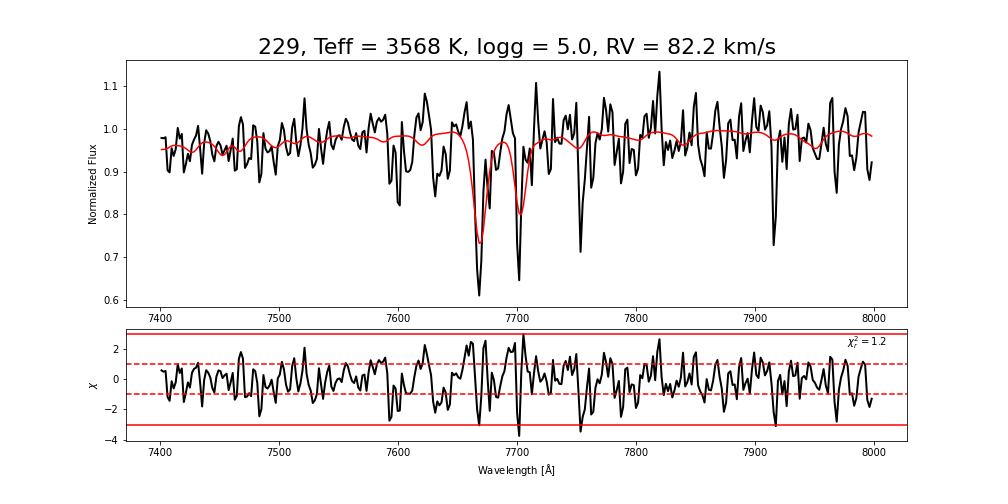 229, Teff = 3568 K, logg = 5.0, RV = 82.2 km/s
1.1
1.0
0.9
0.8
0.7
0.6
Normalized Flux
7400 7500 7600 7700 7800 7900 8000
χ²ᵣ = 1.2
2
0
−2
−4
χ
7400 7500 7600 7700 7800 7900 8000
Wavelength [Å]